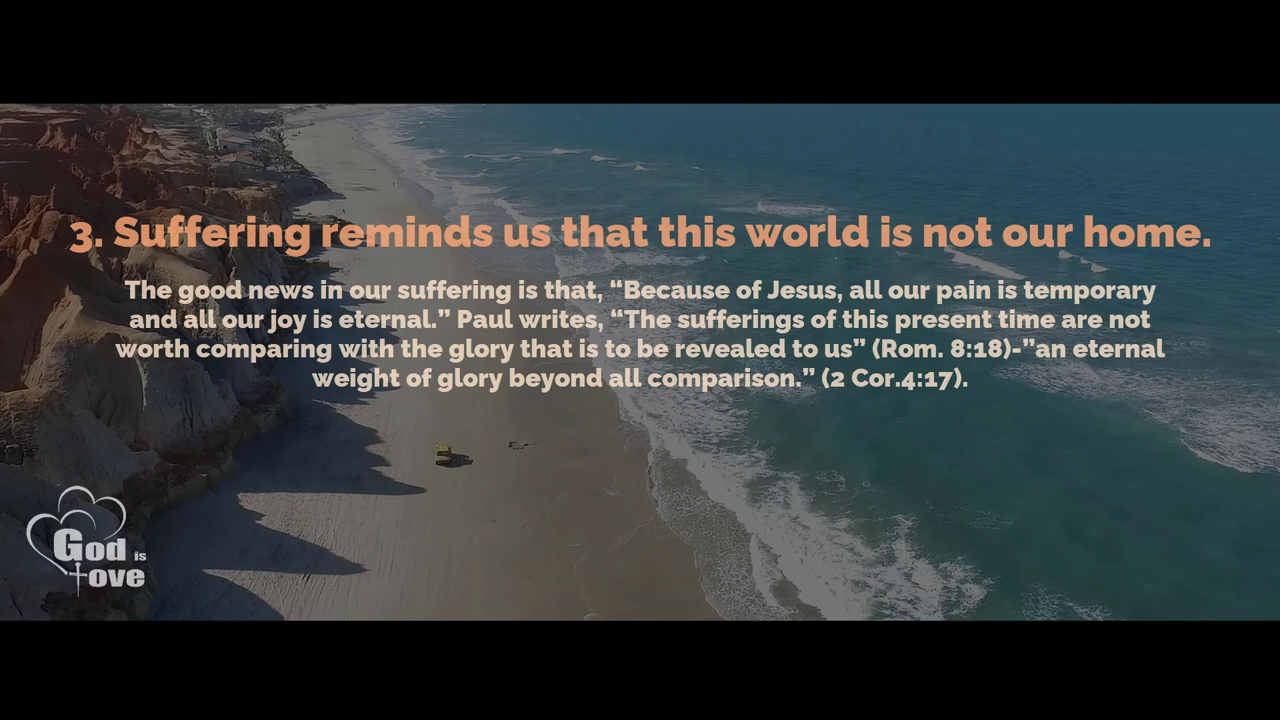 3. Suffering reminds us that this world is not our home.
The good news in our suffering is that, “Because of Jesus, all our pain is temporary
and all our joy is eternal.” Paul writes, “The sufferings of this present time are not
worth comparing with the glory that is to be revealed to us” (Rom. 8:18)-”an eternal
weight of glory beyond all comparison.” (2 Cor.4:17).
God is
Love